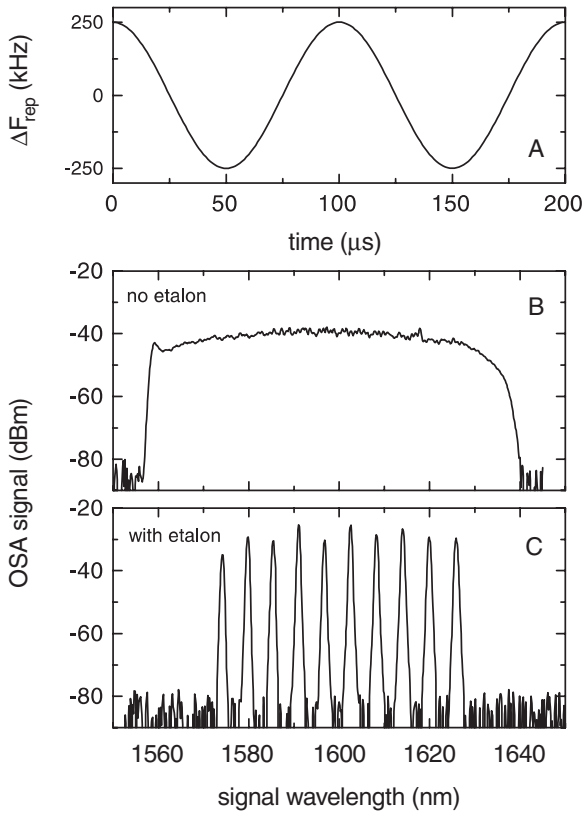 250
0
-250
ΔF_rep (kHz)
A
0 50 100 150 200
time (μs)
-20
-40
-60
-80
no etalon
B
OSA signal (dBm)
-20
-40
-60
-80
with etalon
C
1560 1580 1600 1620 1640
signal wavelength (nm)